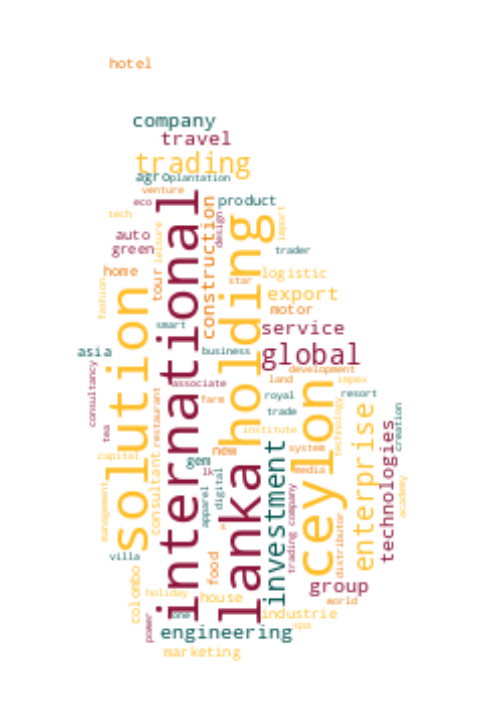 hotel
company
travel
trading
agro
plantation
venture
eco
product
tech
design
import
auto
green
leisure
construction
trader
home
tour
star
logistic
fashion
export
motor
international
holding
solution
smart
service
asia
business
global
consultancy
associate
development
land
impex
restaurant
farm
royal
resort
trade
ceylon
technology
enterprise
creation
tea
institute
capital
consultant
new
system
gem
lk
lanka
investment
media
technologies
academy
management
apparel
digital
trading company
distributor
villa
food
colombo
holiday
house
group
world
power
one
industrie
engineering
spa
marketing